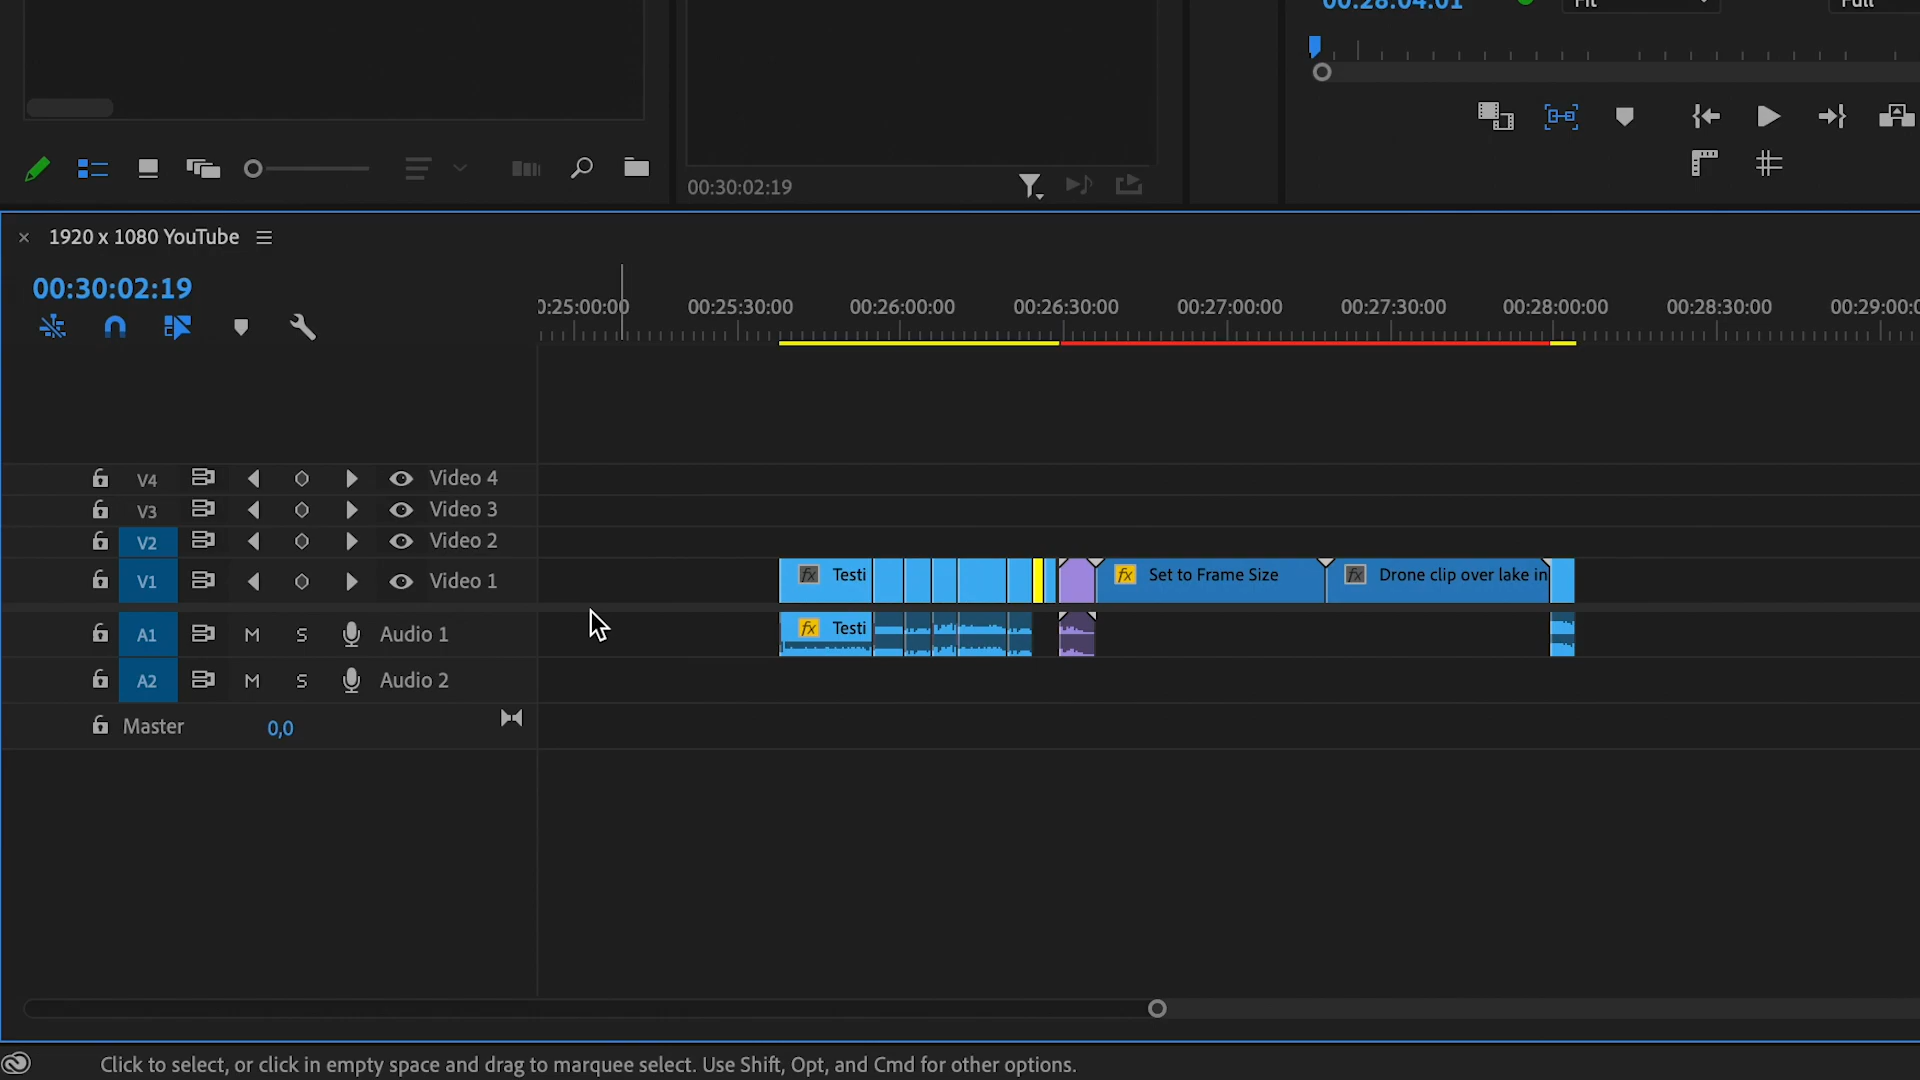 00:28:04:01
Fit
Full
00:30:02:19
1920 x 1080 YouTube
00:30:02:19
0:25:00:00 00:25:30:00 00:26:00:00 00:26:30:00 00:27:00:00 00:27:30:00 00:28:00:00 00:28:30:00 00:29:00:0
V4 Video 4
V3 Video 3
V2 Video 2
V1 Video 1
fx Testi fx Set to Frame Size fx Drone clip over lake in
A1 M S Audio 1
fx Testi
A2 M S Audio 2
Master 0,0
Click to select, or click in empty space and drag to marquee select. Use Shift, Opt, and Cmd for other options.